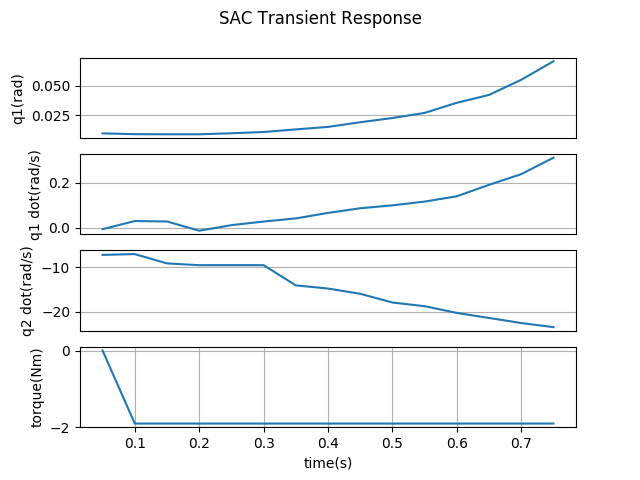 SAC Transient Response
q1(rad)
0.050
0.025
q1 dot(rad/s)
0.2
0.0
q2 dot(rad/s)
−10
−20
torque(Nm)
0
−2
0.1 0.2 0.3 0.4 0.5 0.6 0.7
time(s)